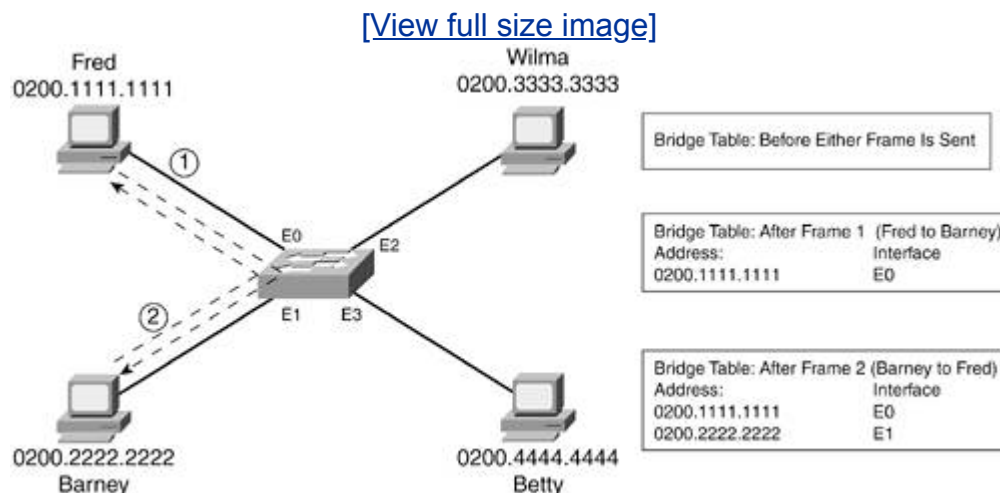 [View full size image]
Fred
0200.1111.1111
Wilma
0200.3333.3333
1
E0
E2
E1
E3
2
0200.2222.2222
Barney
0200.4444.4444
Betty
Bridge Table: Before Either Frame Is Sent
Bridge Table: After Frame 1 (Fred to Barney)
Address: Interface
0200.1111.1111 E0
Bridge Table: After Frame 2 (Barney to Fred)
Address: Interface
0200.1111.1111 E0
0200.2222.2222 E1